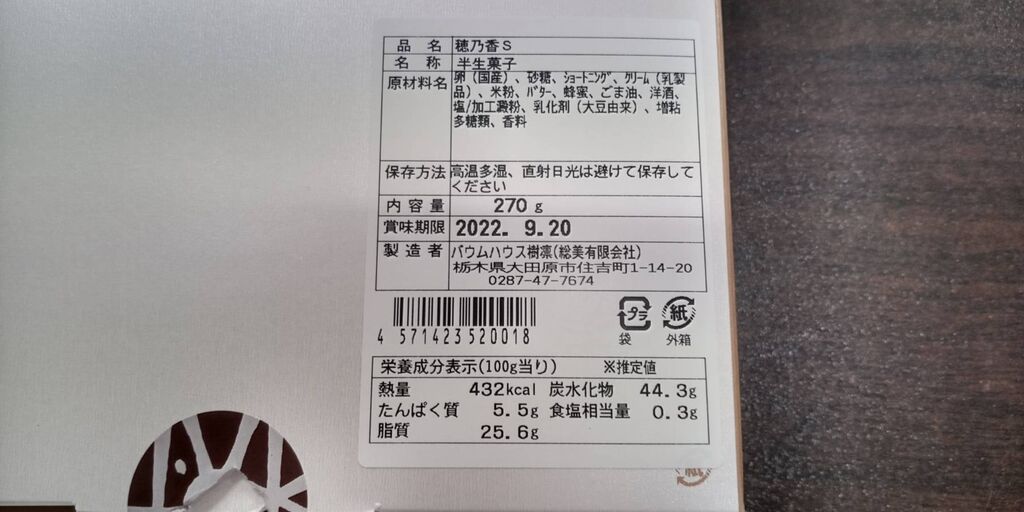 品名 穂乃香S
名称 半生菓子
原材料名 卵(国産)、砂糖、ｼｮｰﾄﾆﾝｸﾞ、ｸﾘｰﾑ(乳製
品)、米粉、ﾊﾞﾀｰ、蜂蜜、ごま油、洋酒、
塩/加工澱粉、乳化剤(大豆由来)、増粘
多糖類、香料
保存方法 高温多湿、直射日光は避けて保存して
ください
内容量 270g
賞味期限 2022. 9.20
製造者 バウムハウス樹凛(総美有限会社)
栃木県大田原市住吉町1-14-20
0287-47-7674
4 571423 520018
プラ 紙
袋 外箱
栄養成分表示(100g当り) ※推定値
熱量 432kcal 炭水化物 44.3g
たんぱく質 5.5g 食塩相当量 0.3g
脂質 25.6g
紙